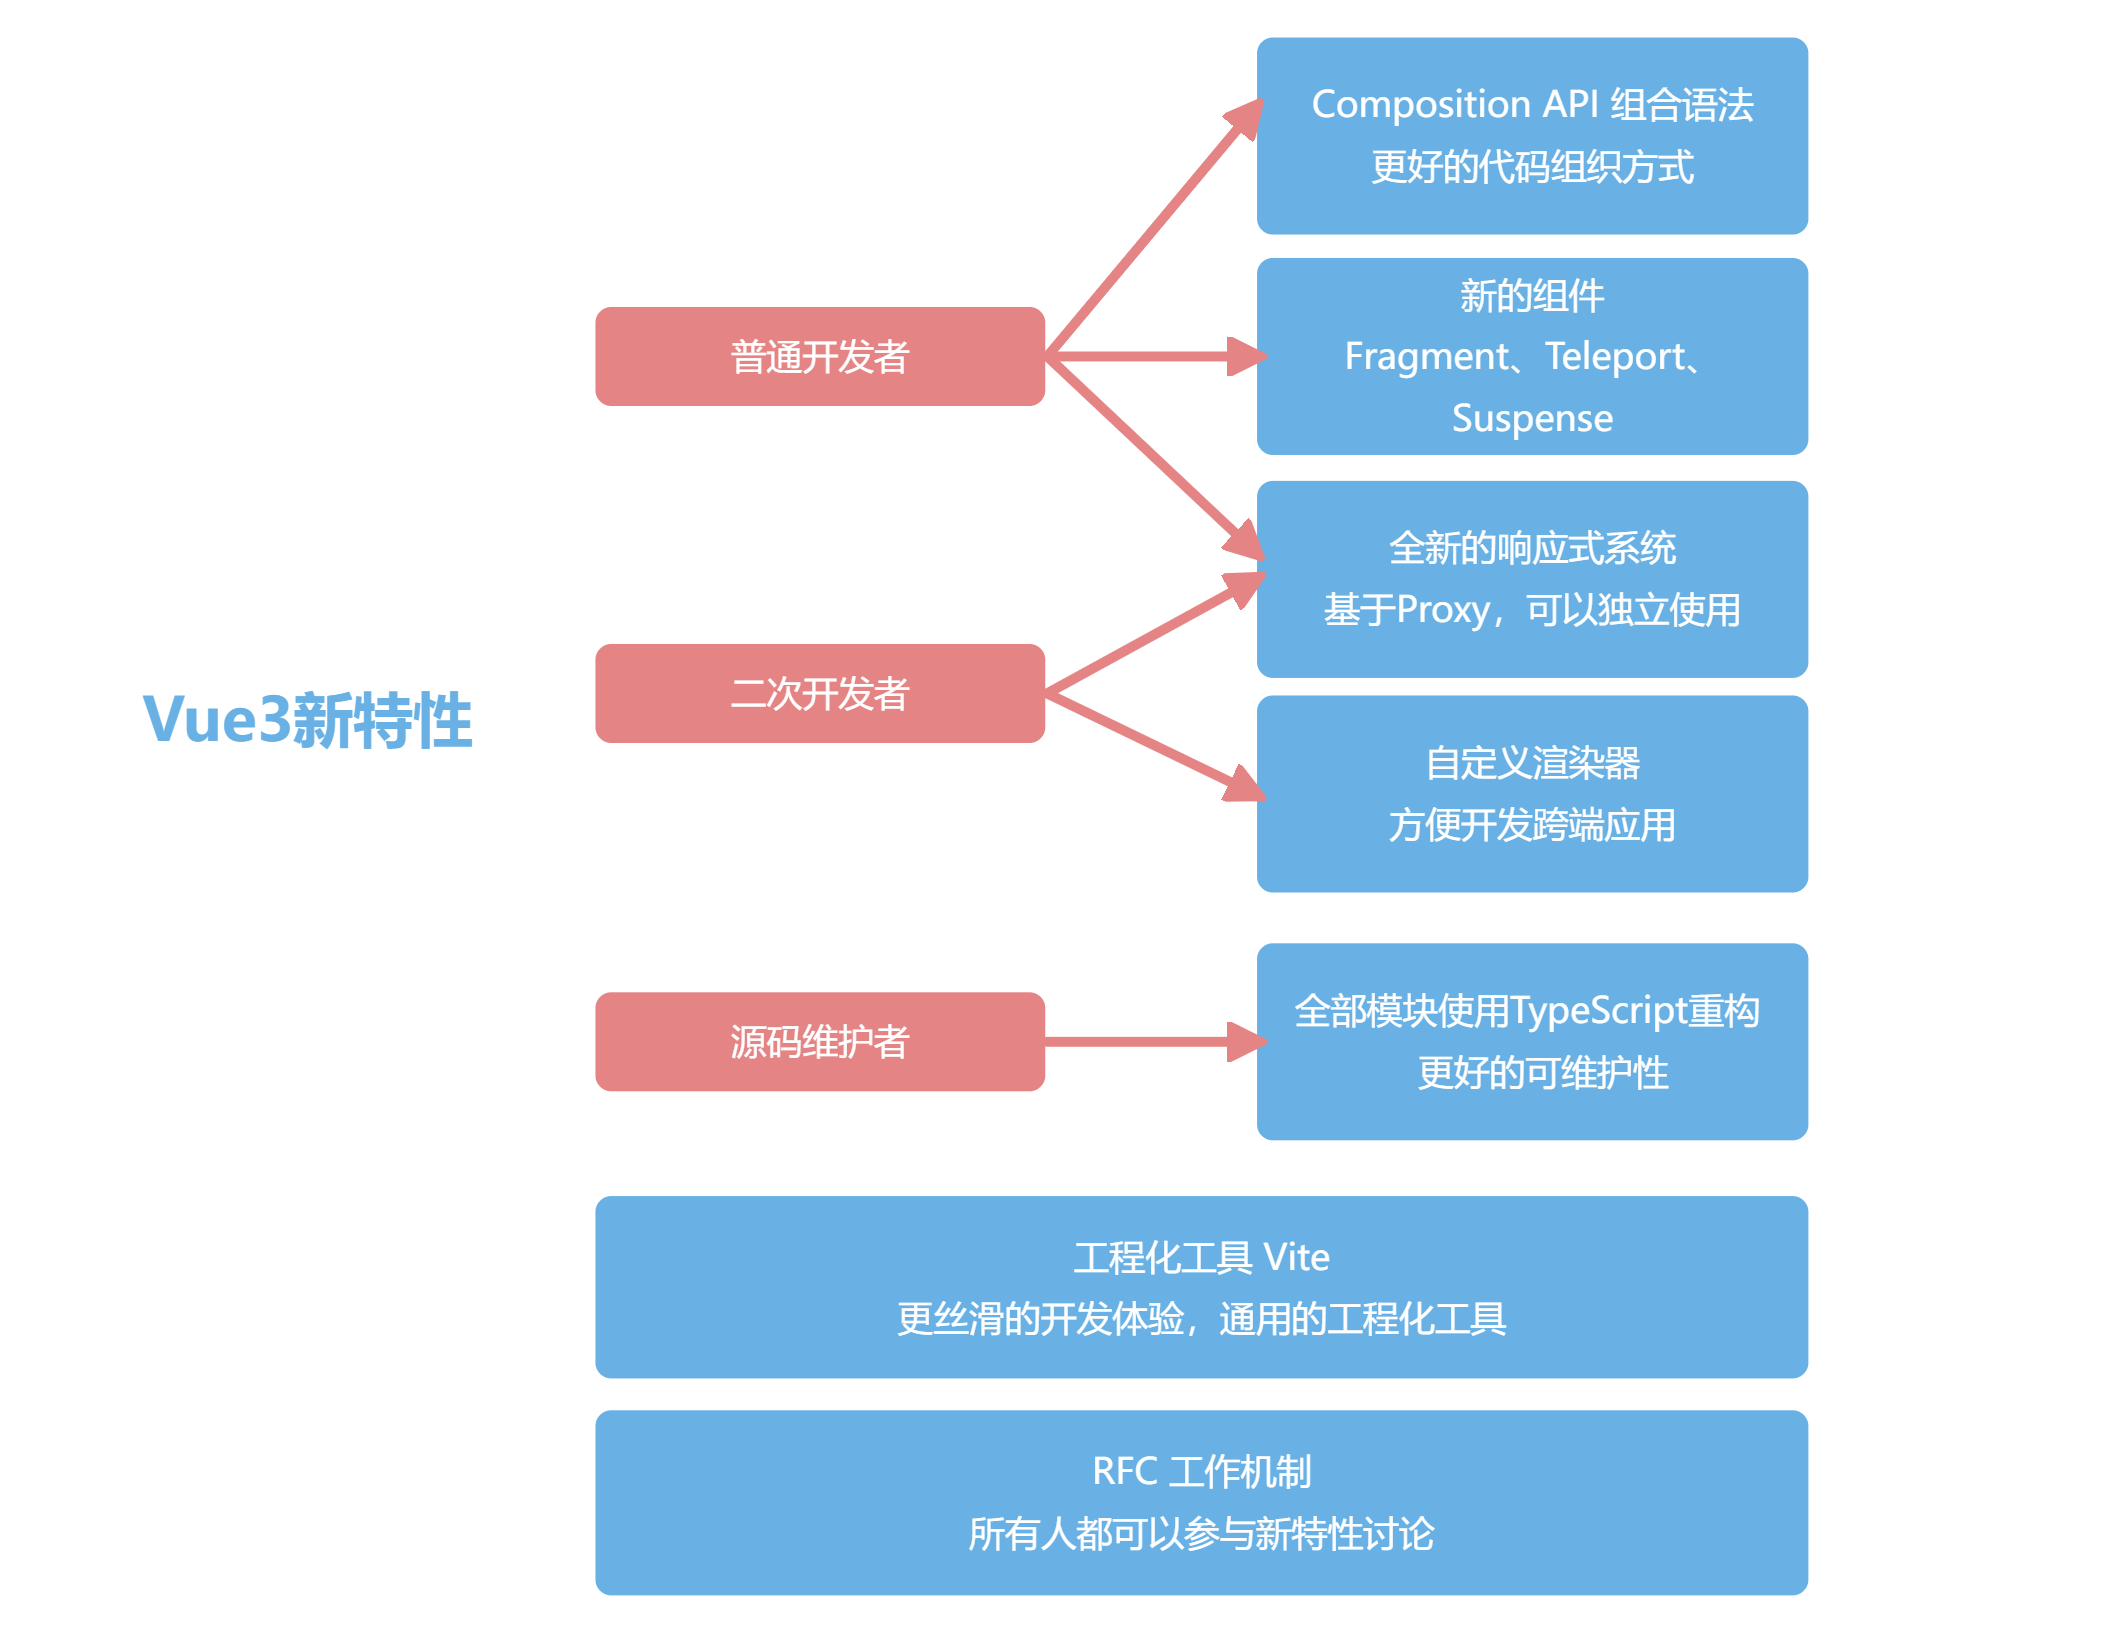 Vue3新特性
普通开发者
Composition API 组合语法
更好的代码组织方式
新的组件
Fragment、Teleport、
Suspense
全新的响应式系统
基于Proxy，可以独立使用
二次开发者
自定义渲染器
方便开发跨端应用
源码维护者
全部模块使用TypeScript重构
更好的可维护性
工程化工具 Vite
更丝滑的开发体验，通用的工程化工具
RFC 工作机制
所有人都可以参与新特性讨论